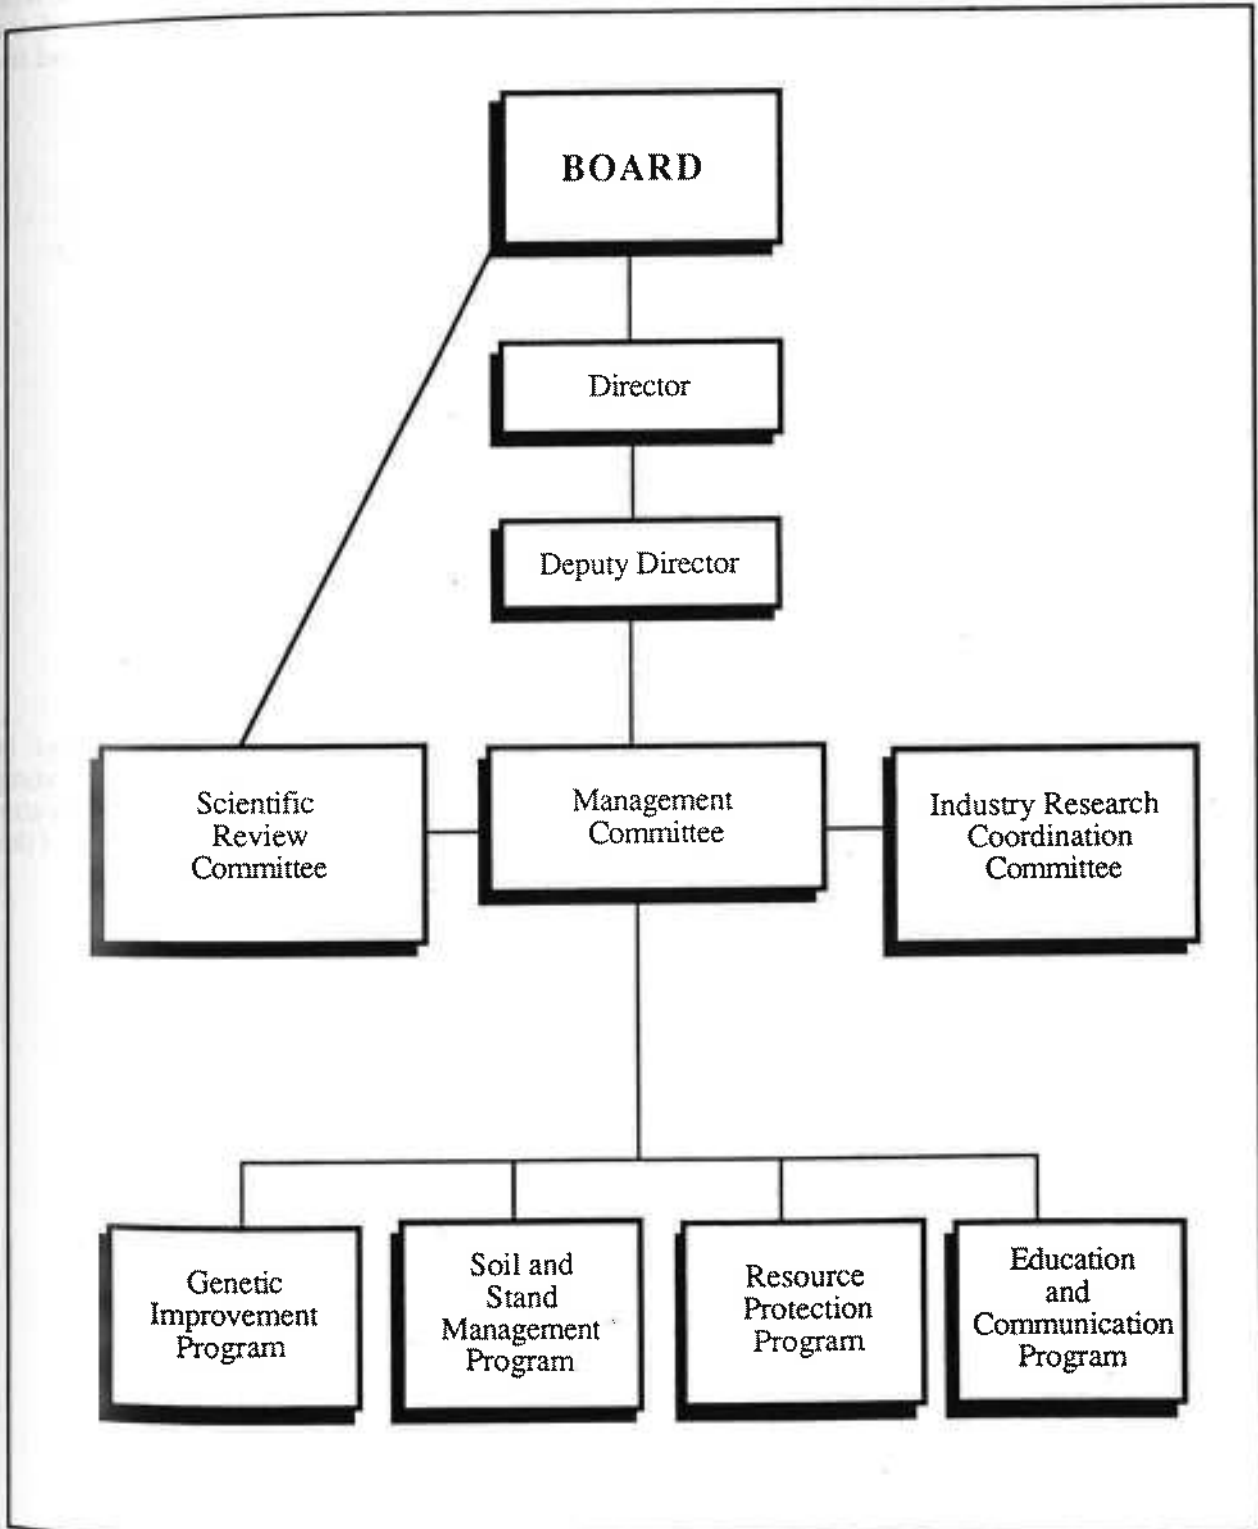 BOARD
Director
Deputy Director
Scientific
Review
Committee
Management
Committee
Industry Research
Coordination
Committee
Genetic
Improvement
Program
Soil and
Stand
Management
Program
Resource
Protection
Program
Education
and
Communication
Program